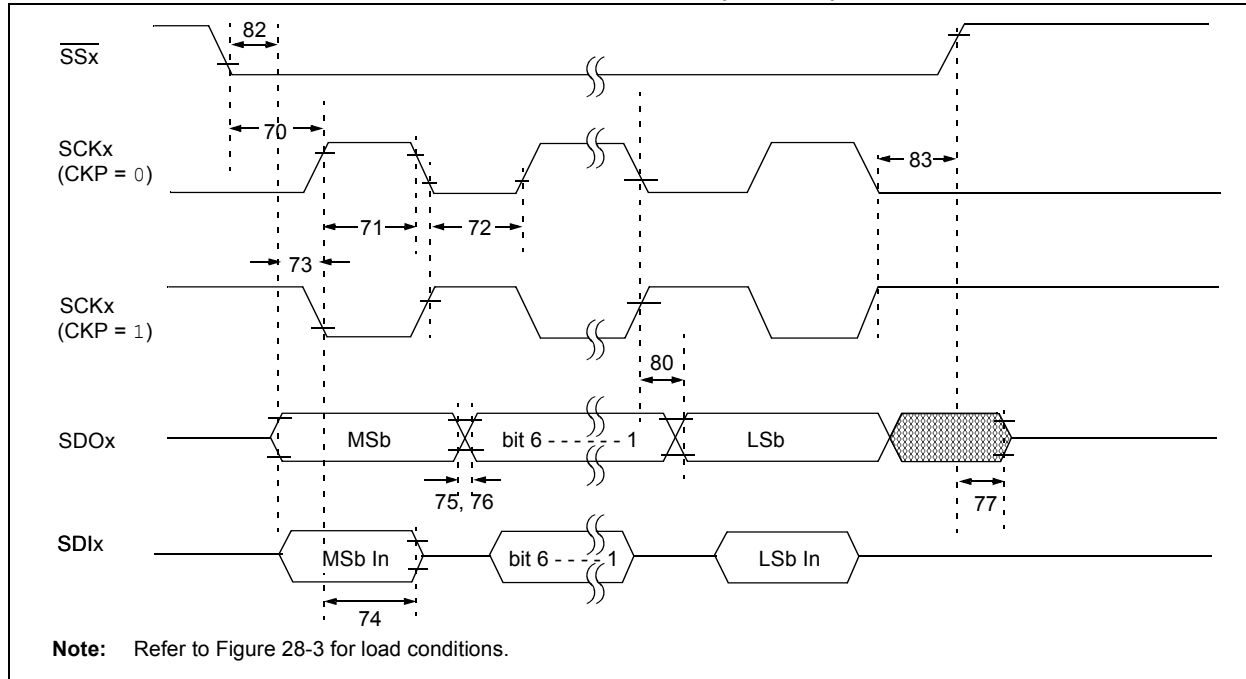 82
SSx
70
SCKx
(CKP = 0)
83
71
72
73
SCKx
(CKP = 1)
80
SDOx
MSb
bit 6 - - - - - - 1
LSb
75, 76
77
SDIx
MSb In
bit 6 - - - - 1
LSb In
74
Note: Refer to Figure 28-3 for load conditions.